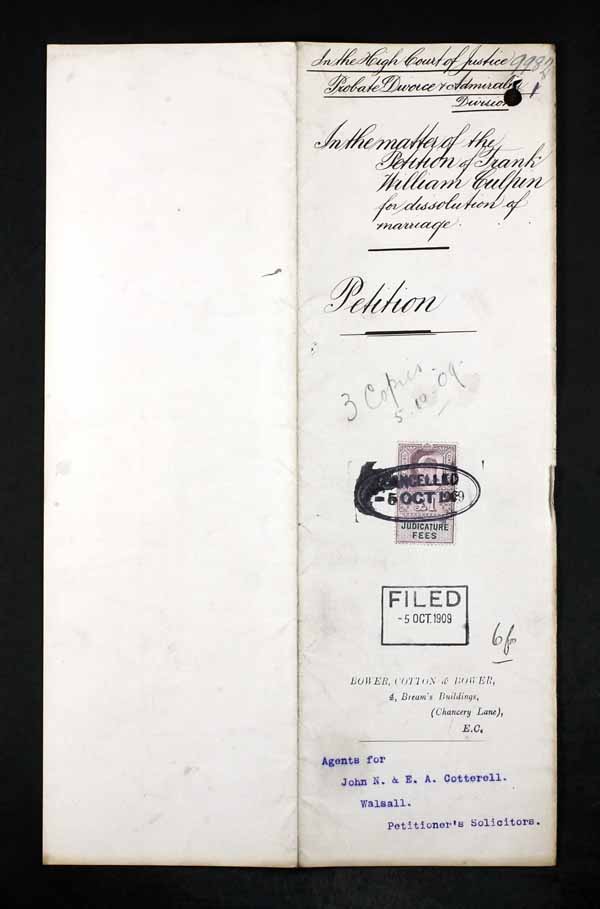 In the High Court of Justice
Probate Divorce & Admiralty
Division
In the matter of the
Petition of Frank
William Culpin
for dissolution of
marriage.
Petition
3 Copies.
5.10.09.
CANCELLED
-5 OCT 1909
£1
JUDICATURE
FEES
FILED
-5 OCT. 1909
6f
BOWER, COTTON & BOWER,
4, Bream's Buildings,
(Chancery Lane),
E.C.
Agents for
John N. & E. A. Cotterell.
Walsall.
Petitioner's Solicitors.